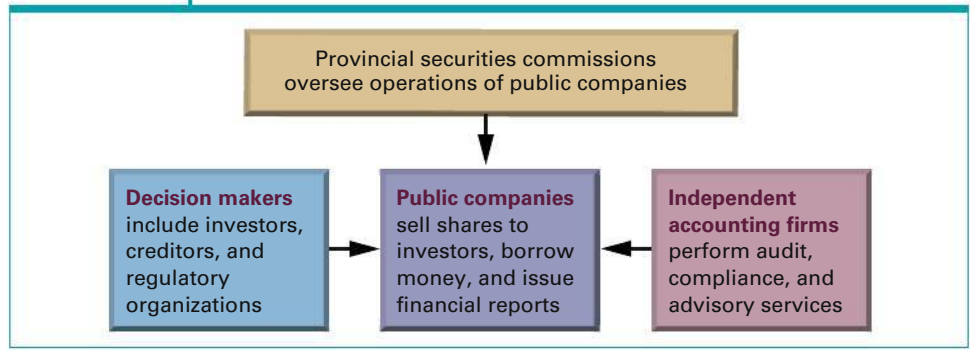 Provincial securities commissions
oversee operations of public companies
Decision makers
include investors,
creditors, and
regulatory
organizations
Public companies
sell shares to
investors, borrow
money, and issue
financial reports
Independent
accounting firms
perform audit,
compliance, and
advisory services